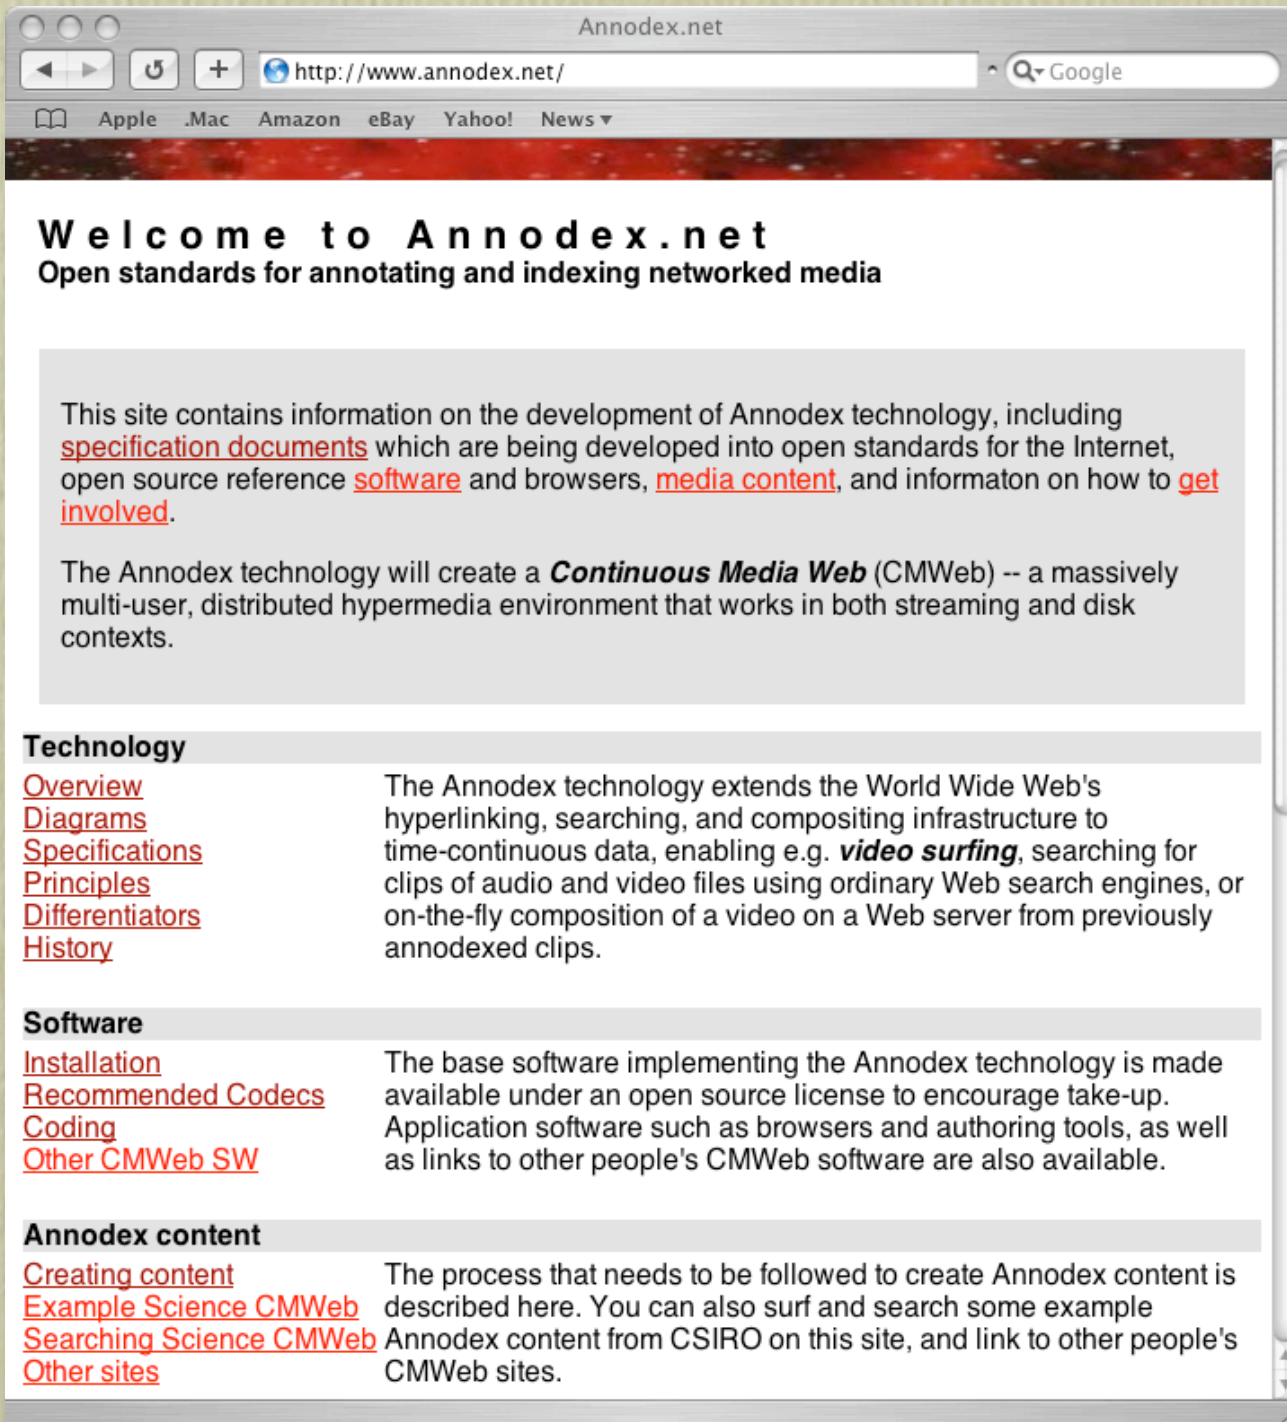 Annodex.net
http://www.annodex.net/
Google
Apple .Mac Amazon eBay Yahoo! News
Welcome to Annodex.net
Open standards for annotating and indexing networked media
This site contains information on the development of Annodex technology, including
specification documents which are being developed into open standards for the Internet,
open source reference software and browsers, media content, and informaton on how to get
involved.
The Annodex technology will create a Continuous Media Web (CMWeb) -- a massively
multi-user, distributed hypermedia environment that works in both streaming and disk
contexts.
Technology
Overview
Diagrams
Specifications
Principles
Differentiators
History
The Annodex technology extends the World Wide Web's
hyperlinking, searching, and compositing infrastructure to
time-continuous data, enabling e.g. video surfing, searching for
clips of audio and video files using ordinary Web search engines, or
on-the-fly composition of a video on a Web server from previously
annodexed clips.
Software
Installation
Recommended Codecs
Coding
Other CMWeb SW
The base software implementing the Annodex technology is made
available under an open source license to encourage take-up.
Application software such as browsers and authoring tools, as well
as links to other people's CMWeb software are also available.
Annodex content
Creating content
Example Science CMWeb
Searching Science CMWeb
Other sites
The process that needs to be followed to create Annodex content is
described here. You can also surf and search some example
Annodex content from CSIRO on this site, and link to other people's
CMWeb sites.